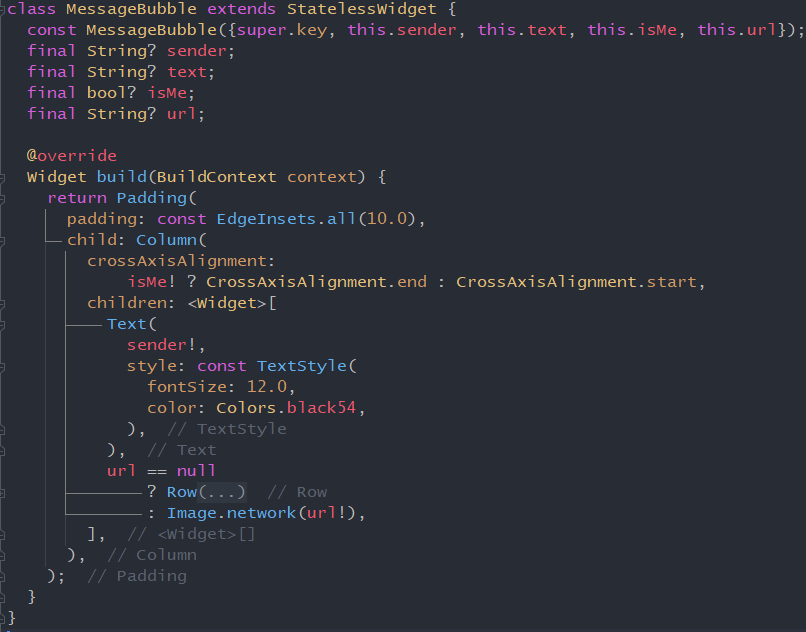 class MessageBubble extends StatelessWidget {
  const MessageBubble({super.key, this.sender, this.text, this.isMe, this.url});
  final String? sender;
  final String? text;
  final bool? isMe;
  final String? url;

  @override
  Widget build(BuildContext context) {
    return Padding(
      padding: const EdgeInsets.all(10.0),
      child: Column(
        crossAxisAlignment:
            isMe! ? CrossAxisAlignment.end : CrossAxisAlignment.start,
        children: <Widget>[
          Text(
            sender!,
            style: const TextStyle(
              fontSize: 12.0,
              color: Colors.black54,
            ),  // TextStyle
          ),  // Text
          url == null
              ? Row(...)  // Row
              : Image.network(url!),
        ],  // <Widget>[]
      ),  // Column
    );  // Padding
  }
}